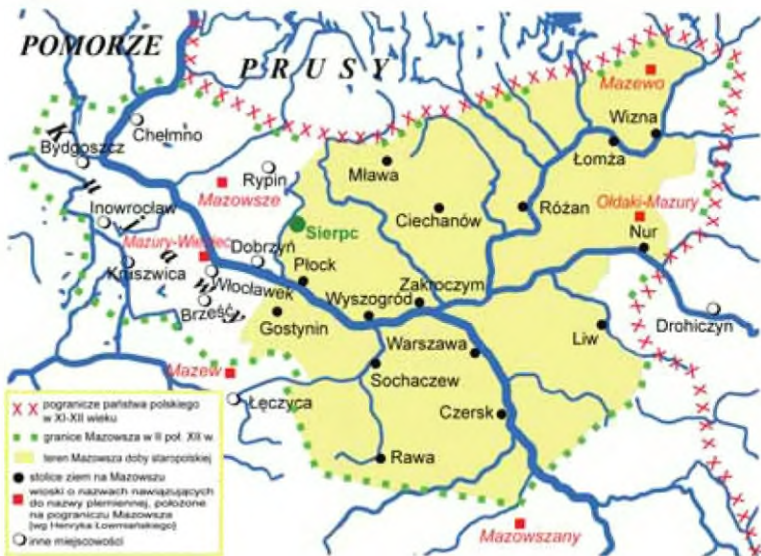 POMORZE
PRUSY
Mazewo
Chełmno
Wizna
Bydgoszcz
Łomża
Rypin
Mława
Mazowsze
Ciechanów
Różan
Ołdaki-Mazury
Inowrocław
Sierpc
Nur
Kujawy
Mazury-Wieniec
Dobrzyń
Kruszwica
Płock
Włocławek
Zakroczym
Brześć
Wyszogród
Drohiczyn
Gostynin
Liw
Warszawa
Mazew
Sochaczew
Łęczyca
Czersk
Rawa
Mazowszany
pogranicze państwa polskiego
w XI-XII wieku
granice Mazowsza w II poł. XII w
teren Mazowsza doby staropolskiej
stolice ziem na Mazowszu
wioski o nazwach nawiązujących
do nazwy plemiennej, położone
na pograniczu Mazowsza
[wg Henryka Łowmiańskiego]
inne miejscowości